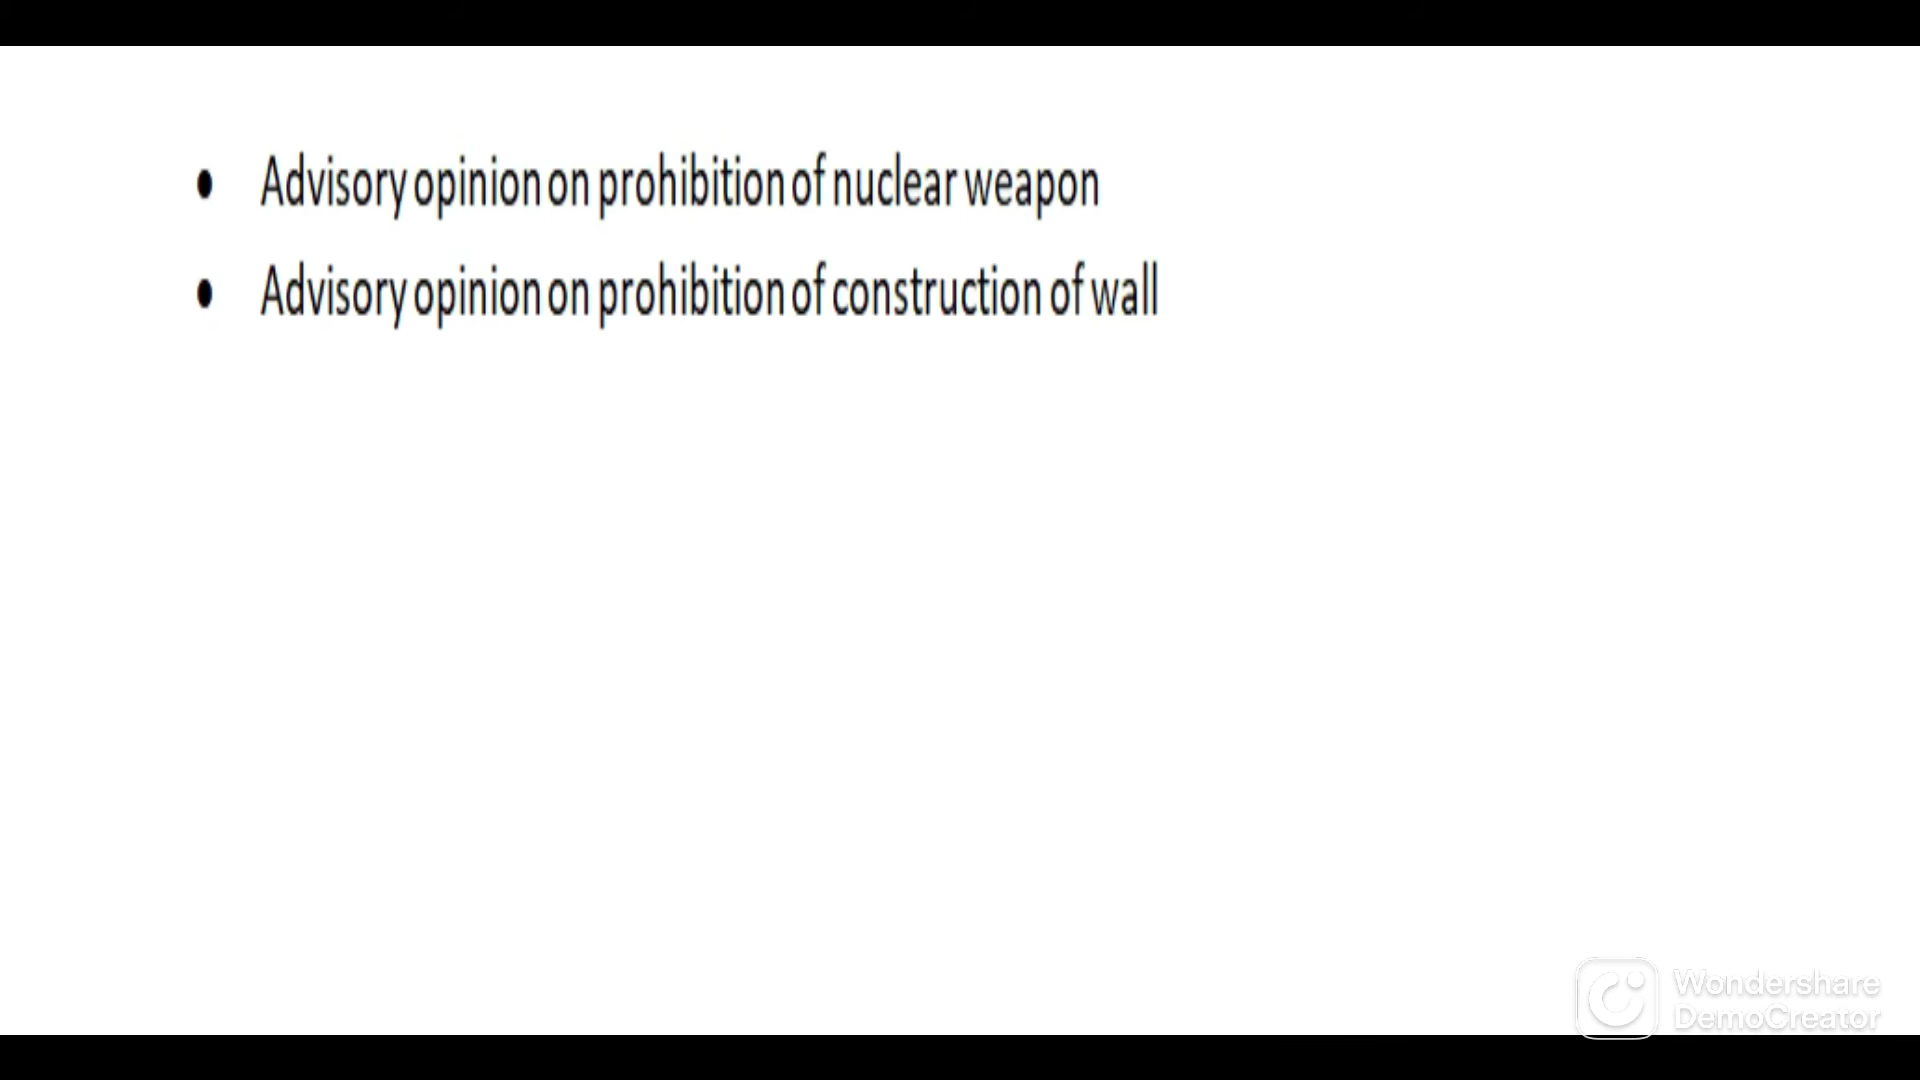 • Advisory opinion on prohibition of nuclear weapon
• Advisory opinion on prohibition of construction of wall
Wondershare
DemoCreator